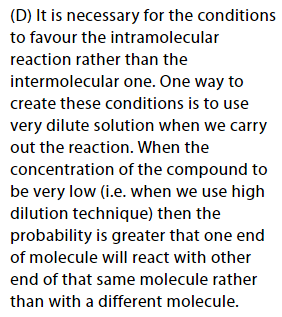 (D) It is necessary for the conditions
to favour the intramolecular
reaction rather than the
intermolecular one. One way to
create these conditions is to use
very dilute solution when we carry
out the reaction. When the
concentration of the compound to
be very low (i.e. when we use high
dilution technique) then the
probability is greater that one end
of molecule will react with other
end of that same molecule rather
than with a different molecule.